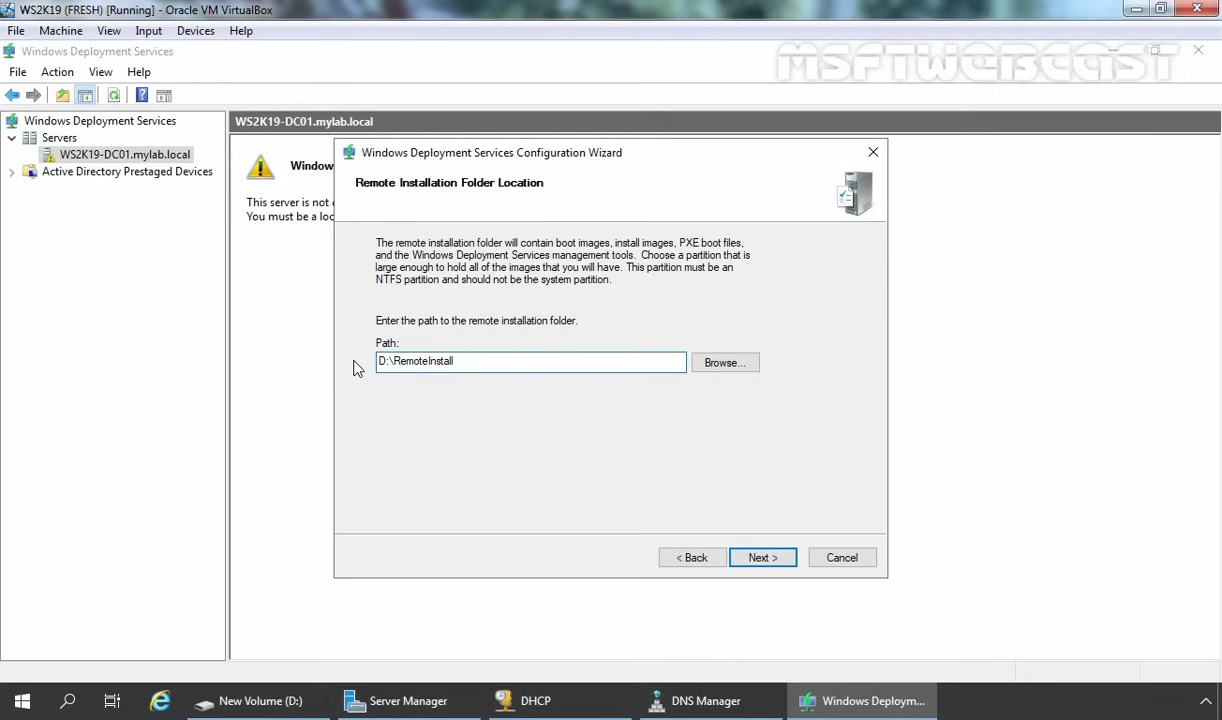 WS2K19 (FRESH) [Running] - Oracle VM VirtualBox
File Machine View Input Devices Help
Windows Deployment Services
MSFTWEBCAST
File Action View Help
Windows Deployment Services
Servers
WS2K19-DC01.mylab.local
Active Directory Prestaged Devices
WS2K19-DC01.mylab.local
Window
This server is not
You must be a loc
Windows Deployment Services Configuration Wizard
Remote Installation Folder Location
The remote installation folder will contain boot images, install images, PXE boot files,
and the Windows Deployment Services management tools. Choose a partition that is
large enough to hold all of the images that you will have. This partition must be an
NTFS partition and should not be the system partition.
Enter the path to the remote installation folder.
Path:
D:\RemoteInstall
Browse...
< Back Next > Cancel
New Volume (D:) Server Manager DHCP DNS Manager Windows Deploym...